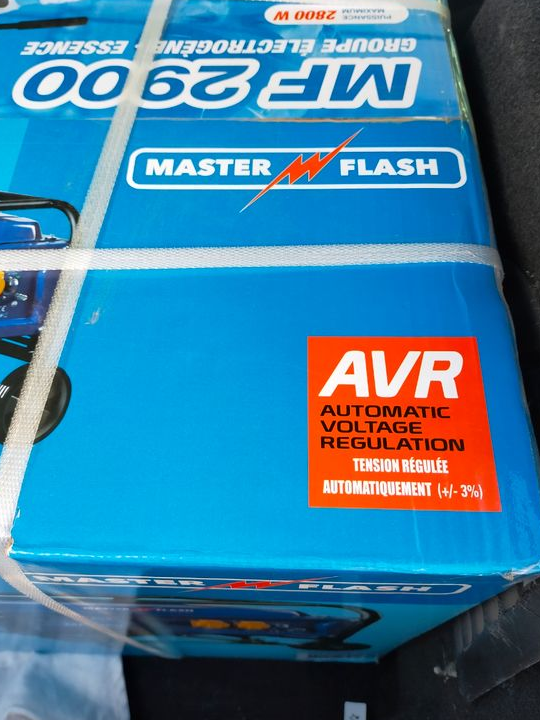 PUISSANCE
MAXIMUM
2800 W
GROUPE ÉLECTROGÈNE - ESSENCE
MF 2900
MASTER FLASH
AVR
AUTOMATIC
VOLTAGE
REGULATION
TENSION RÉGULÉE
AUTOMATIQUEMENT (+/- 3%)
MASTER FLASH